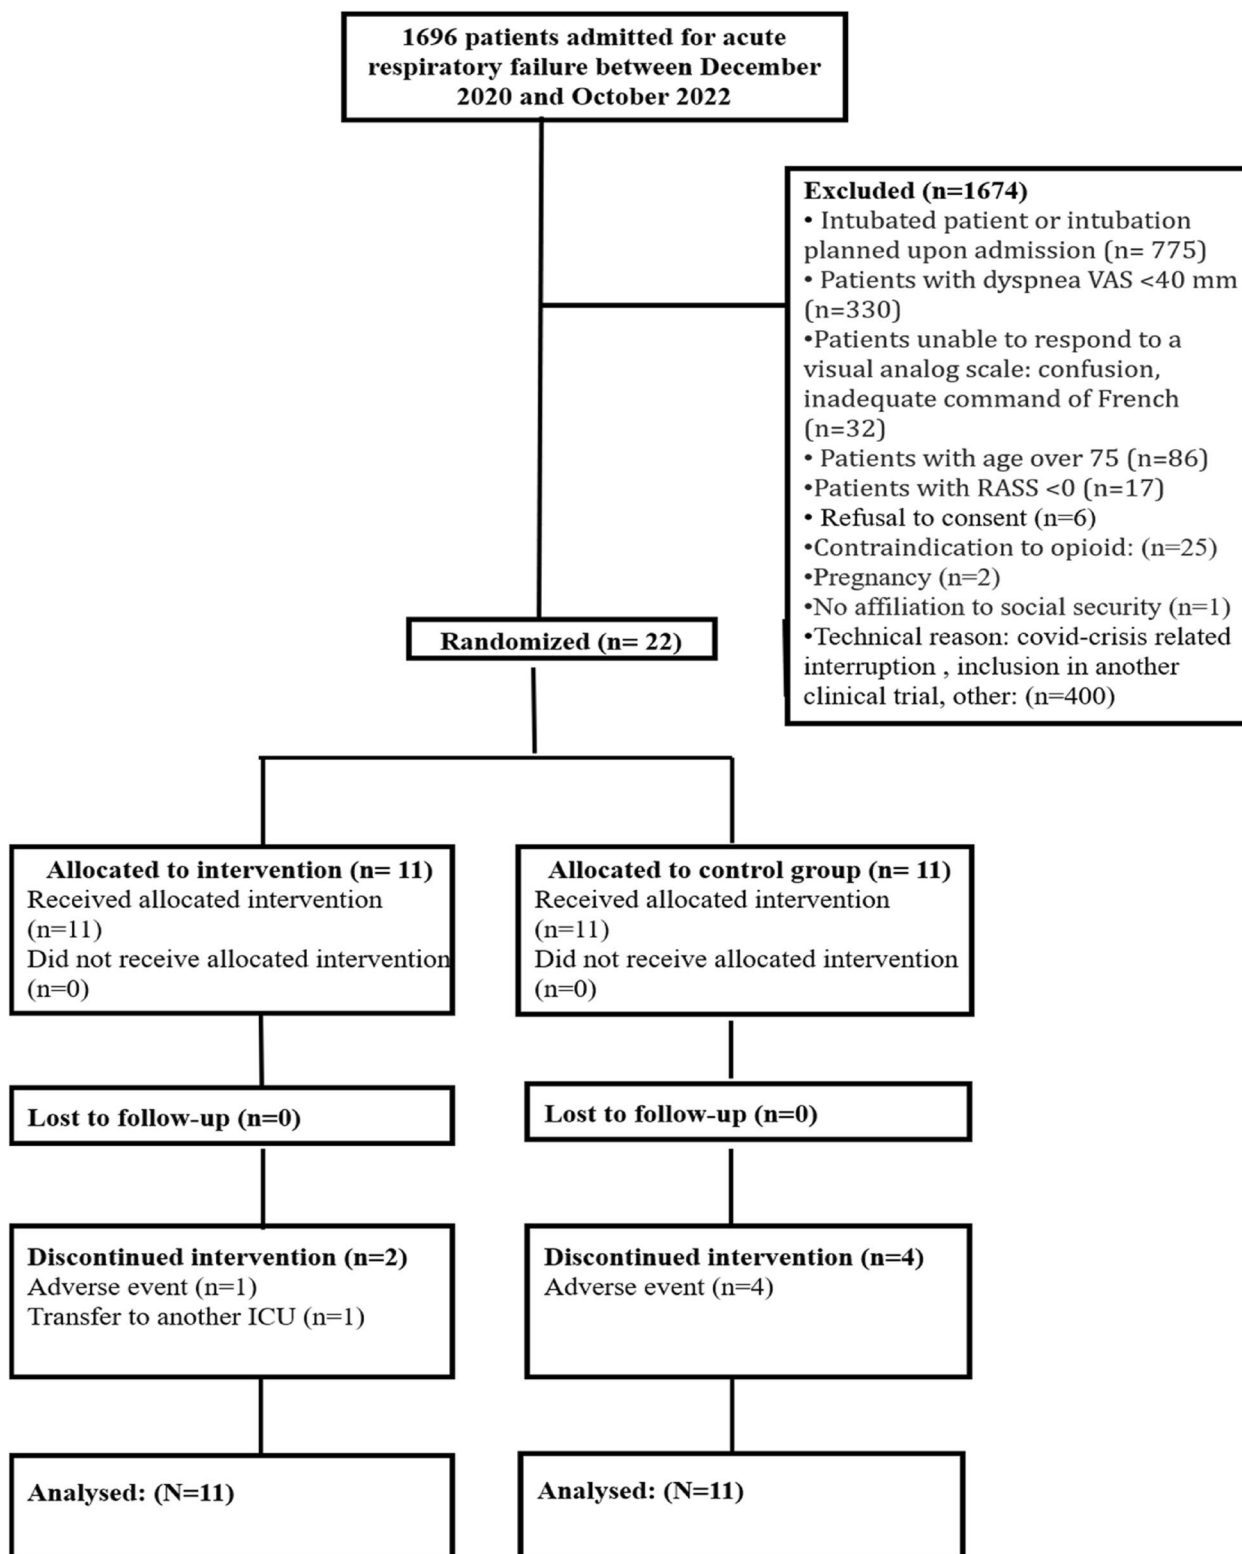 1696 patients admitted for acute
respiratory failure between December
2020 and October 2022
Excluded (n=1674)
• Intubated patient or intubation
planned upon admission (n= 775)
• Patients with dyspnea VAS <40 mm
(n=330)
•Patients unable to respond to a
visual analog scale: confusion,
inadequate command of French
(n=32)
• Patients with age over 75 (n=86)
•Patients with RASS <0 (n=17)
• Refusal to consent (n=6)
•Contraindication to opioid: (n=25)
•Pregnancy (n=2)
•No affiliation to social security (n=1)
•Technical reason: covid-crisis related
interruption , inclusion in another
clinical trial, other: (n=400)
Randomized (n= 22)
Allocated to intervention (n= 11)
Received allocated intervention
(n=11)
Did not receive allocated intervention
(n=0)
Allocated to control group (n= 11)
Received allocated intervention
(n=11)
Did not receive allocated intervention
(n=0)
Lost to follow-up (n=0)
Lost to follow-up (n=0)
Discontinued intervention (n=2)
Adverse event (n=1)
Transfer to another ICU (n=1)
Discontinued intervention (n=4)
Adverse event (n=4)
Analysed: (N=11)
Analysed: (N=11)